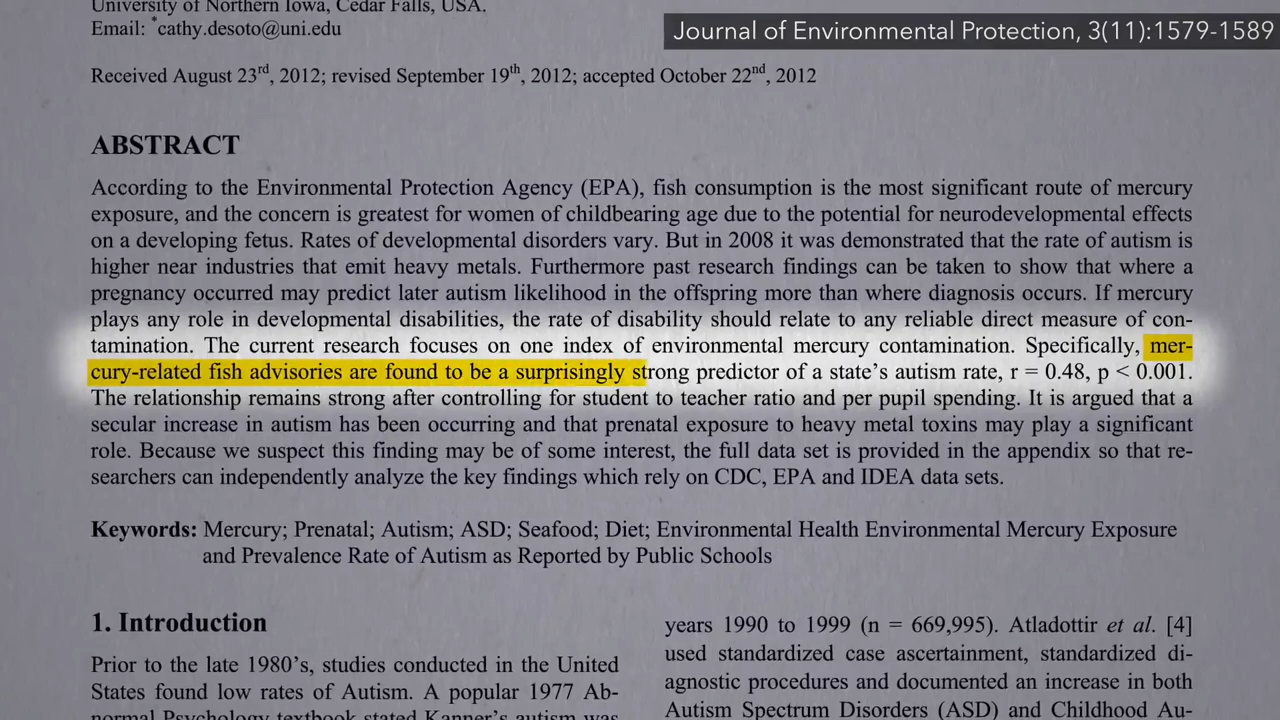 University of Northern Iowa, Cedar Falls, USA.
Email: *cathy.desoto@uni.edu
Journal of Environmental Protection, 3(11):1579-1589
Received August 23rd, 2012; revised September 19th, 2012; accepted October 22nd, 2012
ABSTRACT
According to the Environmental Protection Agency (EPA), fish consumption is the most significant route of mercury
exposure, and the concern is greatest for women of childbearing age due to the potential for neurodevelopmental effects
on a developing fetus. Rates of developmental disorders vary. But in 2008 it was demonstrated that the rate of autism is
higher near industries that emit heavy metals. Furthermore past research findings can be taken to show that where a
pregnancy occurred may predict later autism likelihood in the offspring more than where diagnosis occurs. If mercury
plays any role in developmental disabilities, the rate of disability should relate to any reliable direct measure of con-
tamination. The current research focuses on one index of environmental mercury contamination. Specifically, mer-
cury-related fish advisories are found to be a surprisingly strong predictor of a state's autism rate, r = 0.48, p < 0.001.
The relationship remains strong after controlling for student to teacher ratio and per pupil spending. It is argued that a
secular increase in autism has been occurring and that prenatal exposure to heavy metal toxins may play a significant
role. Because we suspect this finding may be of some interest, the full data set is provided in the appendix so that re-
searchers can independently analyze the key findings which rely on CDC, EPA and IDEA data sets.
Keywords: Mercury; Prenatal; Autism; ASD; Seafood; Diet; Environmental Health Environmental Mercury Exposure
and Prevalence Rate of Autism as Reported by Public Schools
1. Introduction
Prior to the late 1980's, studies conducted in the United
States found low rates of Autism. A popular 1977 Ab-
normal Psychology textbook stated Kanner's autism was
years 1990 to 1999 (n = 669,995). Atladottir et al. [4]
used standardized case ascertainment, standardized di-
agnostic procedures and documented an increase in both
Autism Spectrum Disorders (ASD) and Childhood Au-